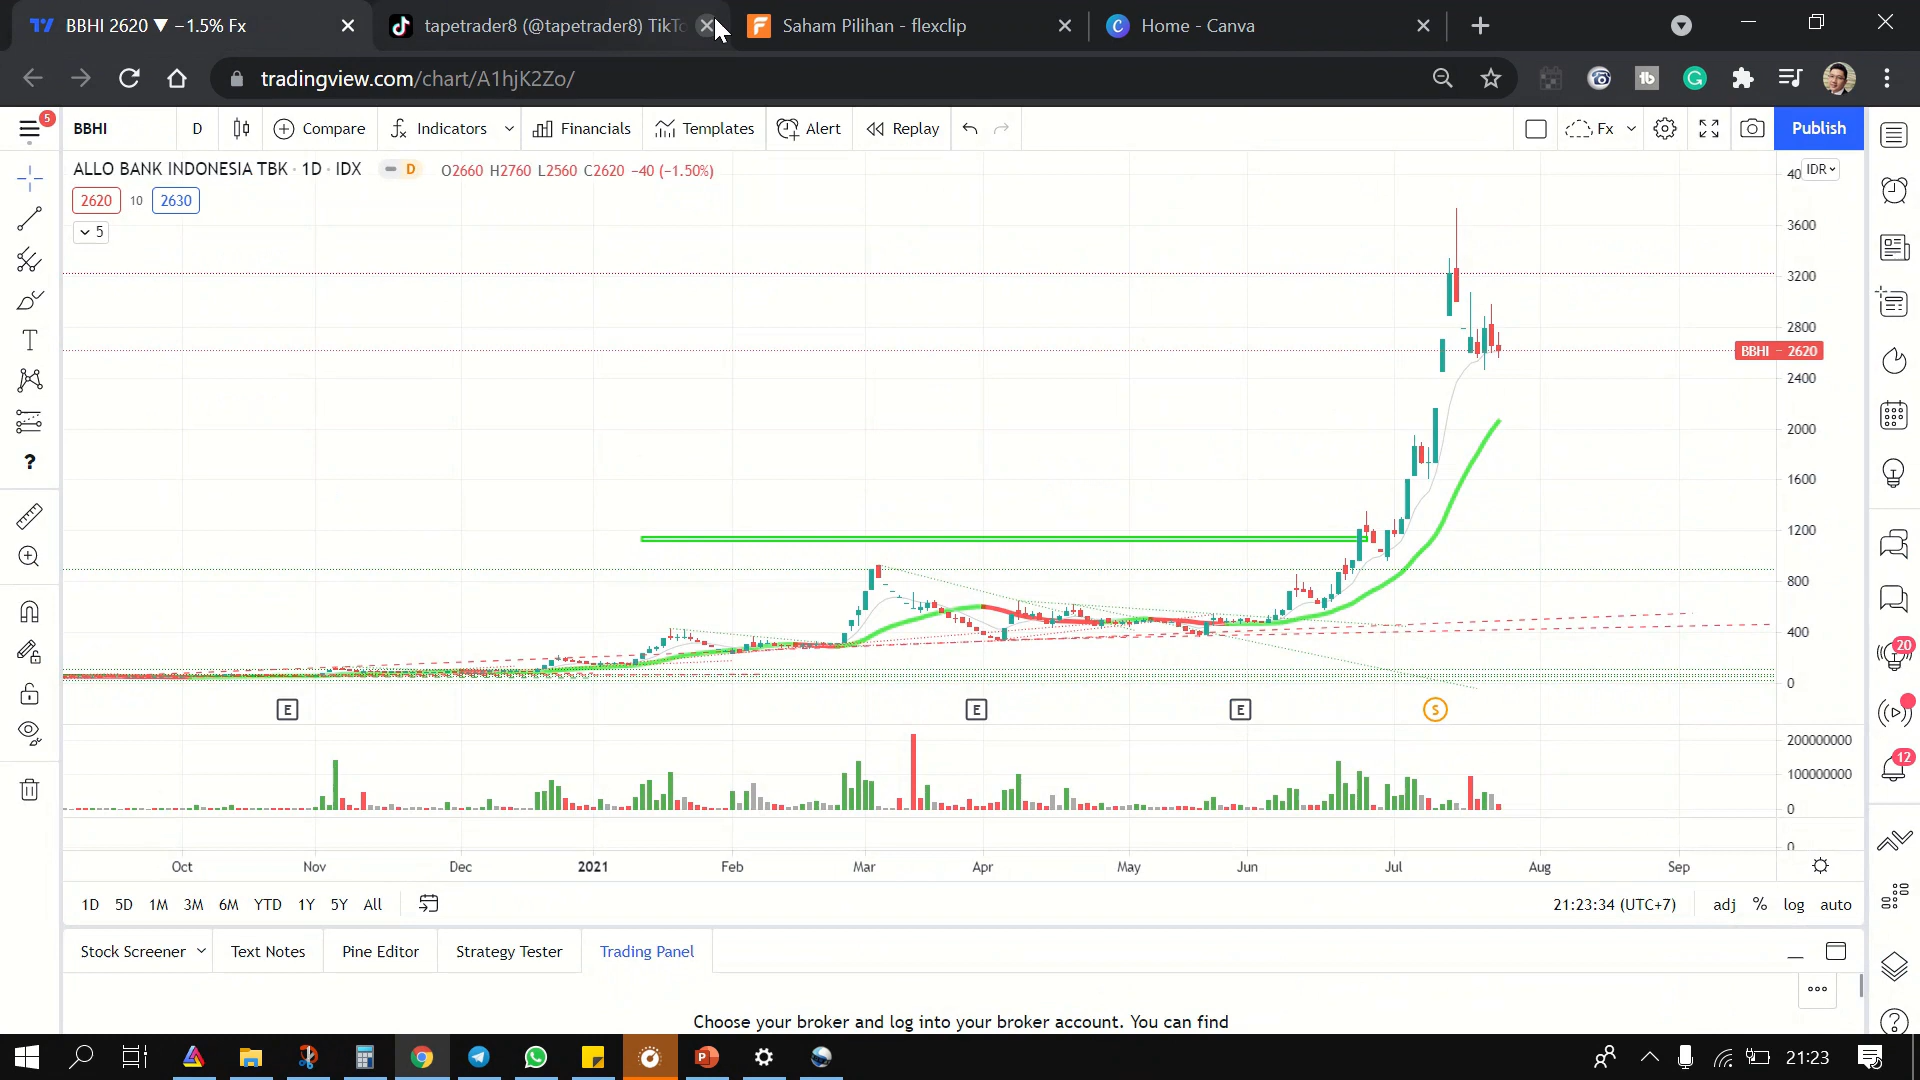 BBHI 2620 ▼ −1.5% Fx
tapetrader8 (@tapetrader8) TikTo
Saham Pilihan - flexclip
Home - Canva
tradingview.com/chart/A1hjK2Zo/
5
BBHI
D
Compare
Indicators
Financials
Templates
Alert
Replay
Fx
Publish
ALLO BANK INDONESIA TBK · 1D · IDX
D
O2660 H2760 L2560 C2620 −40 (−1.50%)
40
IDR
2620
10
2630
5
3600
3200
2800
BBHI − 2620
2400
2000
1600
1200
800
400
0
E
E
E
S
200000000
100000000
0
0
Oct
Nov
Dec
2021
Feb
Mar
Apr
May
Jun
Jul
Aug
Sep
20
12
1D
5D
1M
3M
6M
YTD
1Y
5Y
All
21:23:34 (UTC+7)
adj
%
log
auto
Stock Screener
Text Notes
Pine Editor
Strategy Tester
Trading Panel
Choose your broker and log into your broker account. You can find
21:23